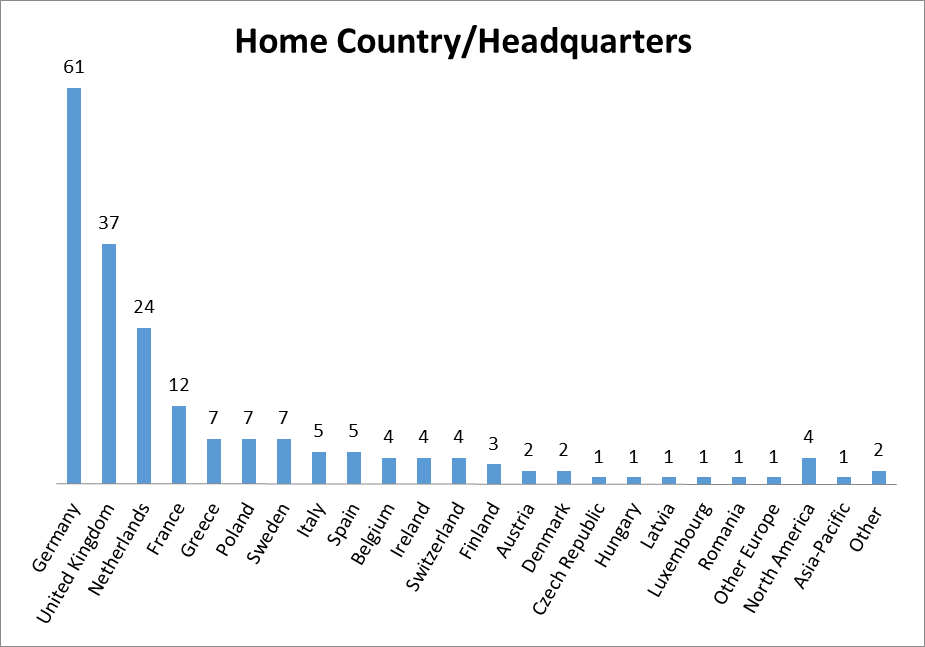 Home Country/Headquarters
61
37
24
12
7
7
7
5
5
4
4
4
3
2
2
1
1
1
1
1
1
4
1
2
Germany
United Kingdom
Netherlands
France
Greece
Poland
Sweden
Italy
Spain
Belgium
Ireland
Switzerland
Finland
Austria
Denmark
Czech Republic
Hungary
Latvia
Luxembourg
Romania
Other Europe
North America
Asia-Pacific
Other